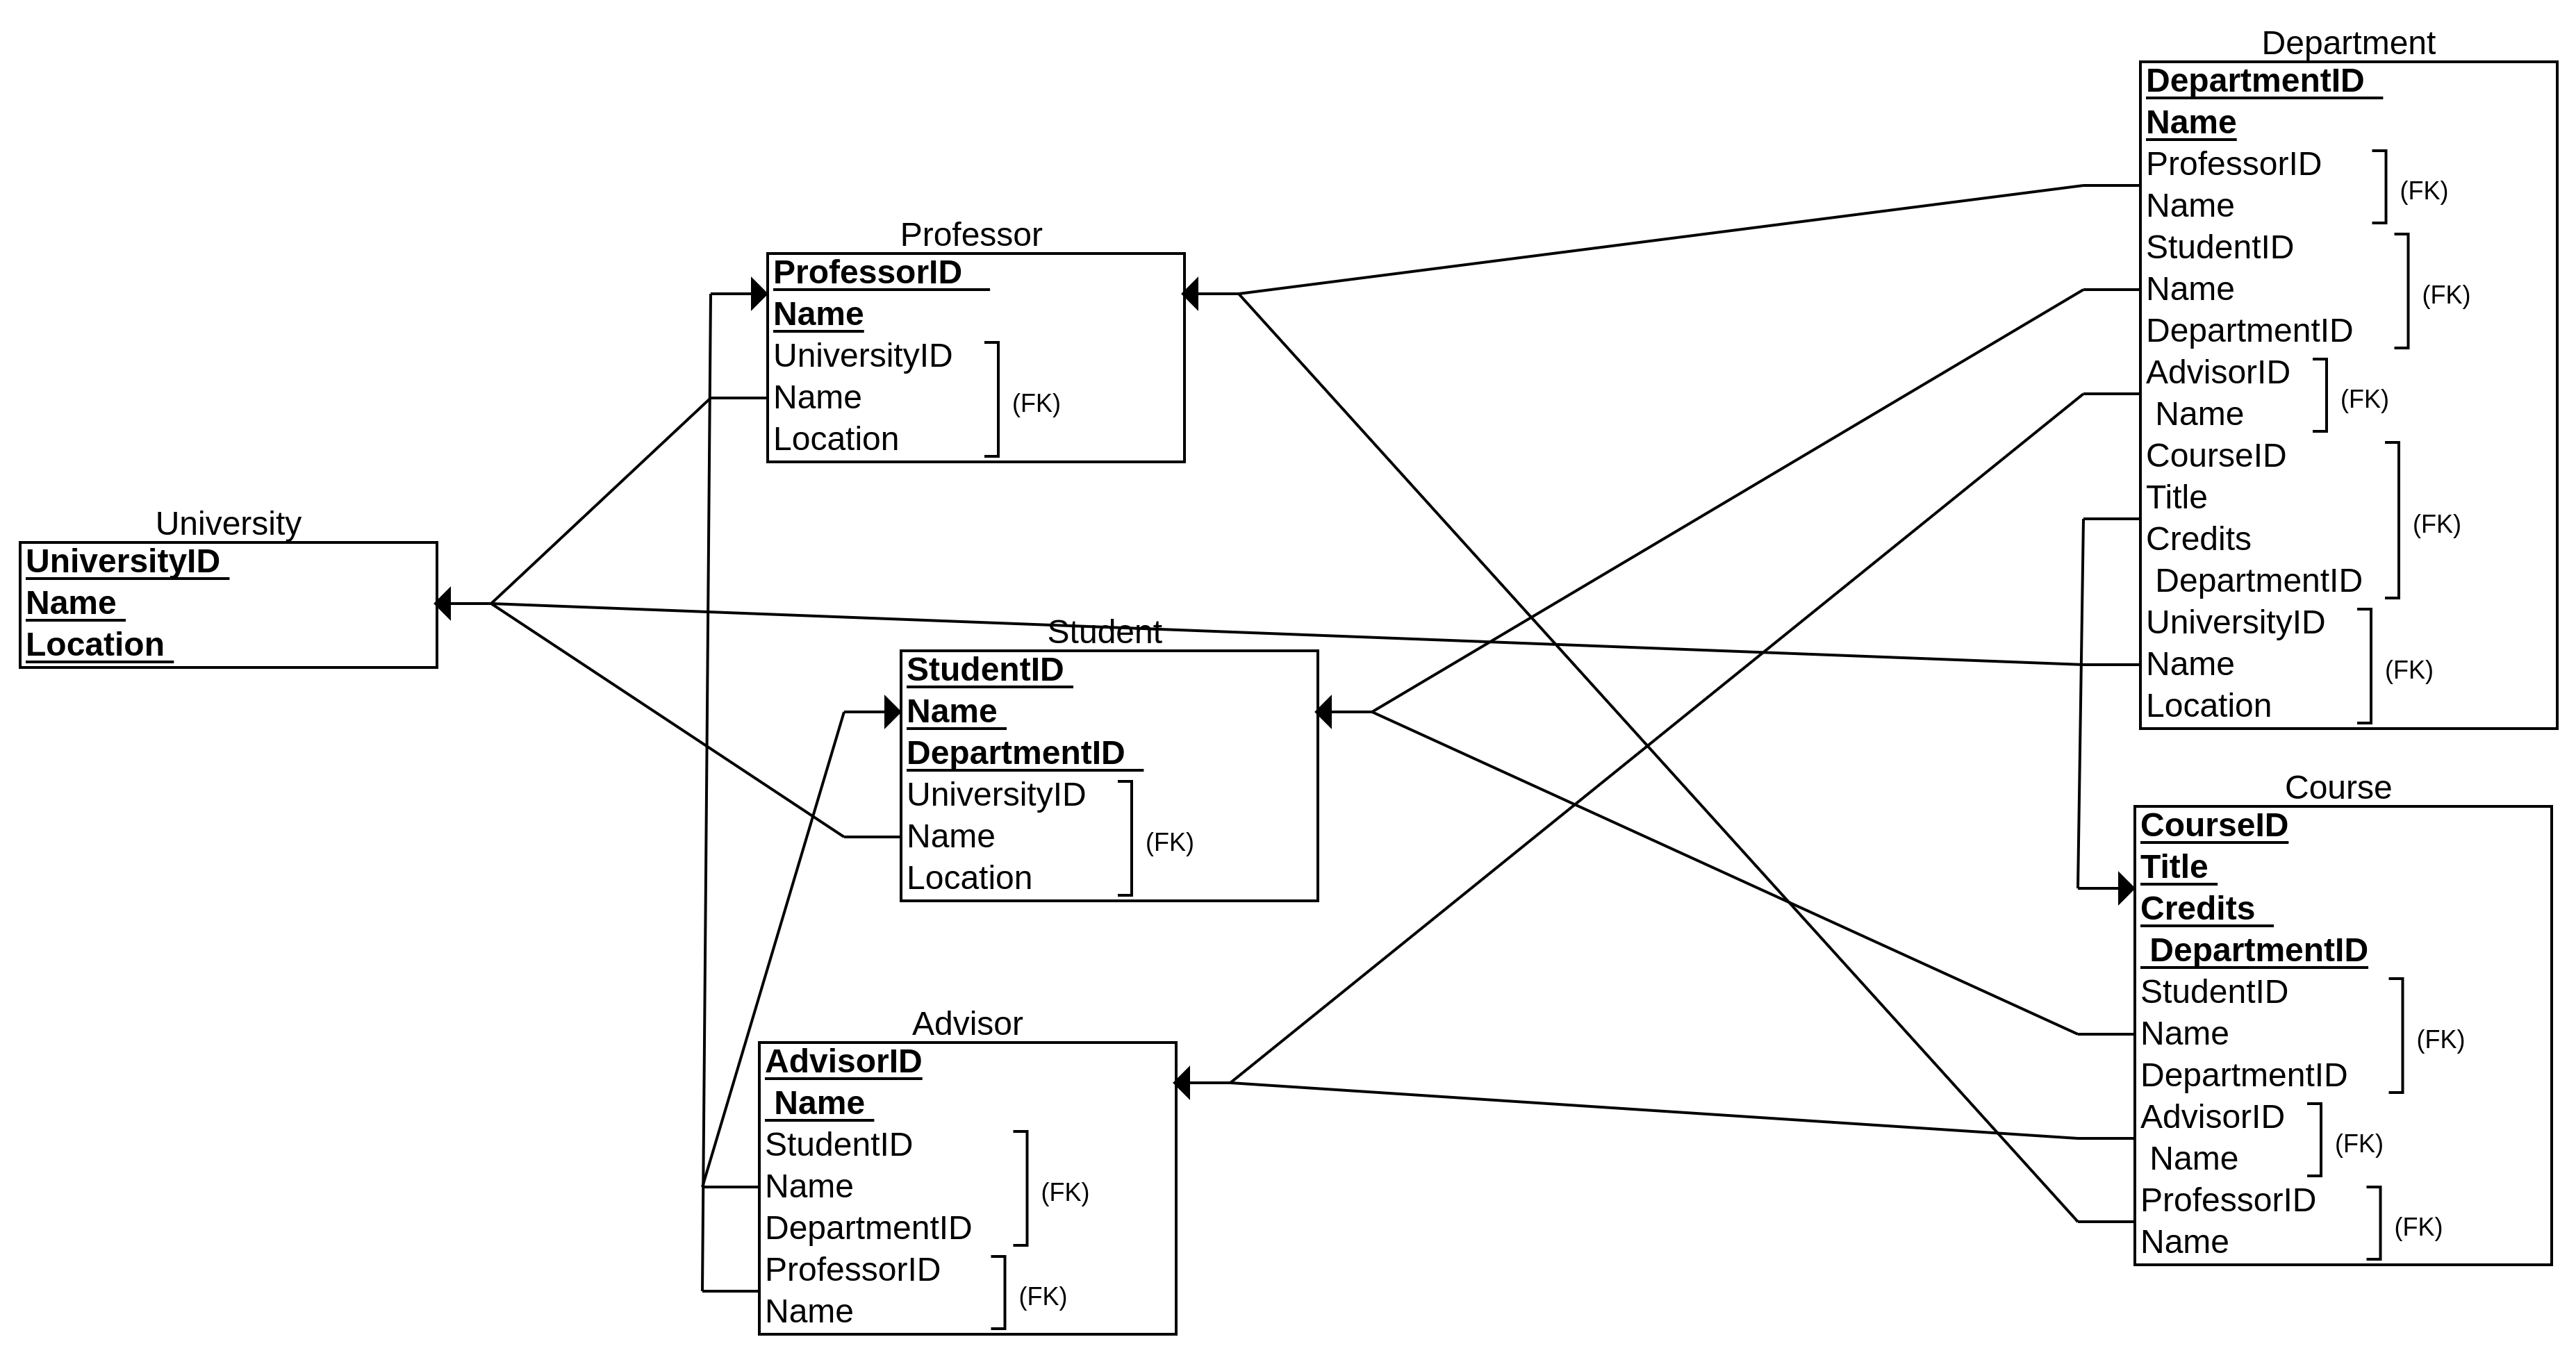 University
UniversityID
Name
Location
Professor
ProfessorID
Name
UniversityID
Name
Location
(FK)
Student
StudentID
Name
DepartmentID
UniversityID
Name
Location
(FK)
Advisor
AdvisorID
Name
StudentID
Name
DepartmentID
(FK)
ProfessorID
Name
(FK)
Department
DepartmentID
Name
ProfessorID
Name
(FK)
StudentID
Name
DepartmentID
(FK)
AdvisorID
Name
(FK)
CourseID
Title
Credits
DepartmentID
(FK)
UniversityID
Name
Location
(FK)
Course
CourseID
Title
Credits
DepartmentID
StudentID
Name
DepartmentID
(FK)
AdvisorID
Name
(FK)
ProfessorID
Name
(FK)